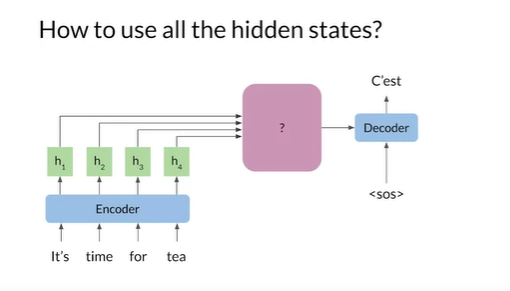 How to use all the hidden states?
C'est
?
Decoder
h1 h2 h3 h4
<sos>
Encoder
It's time for tea